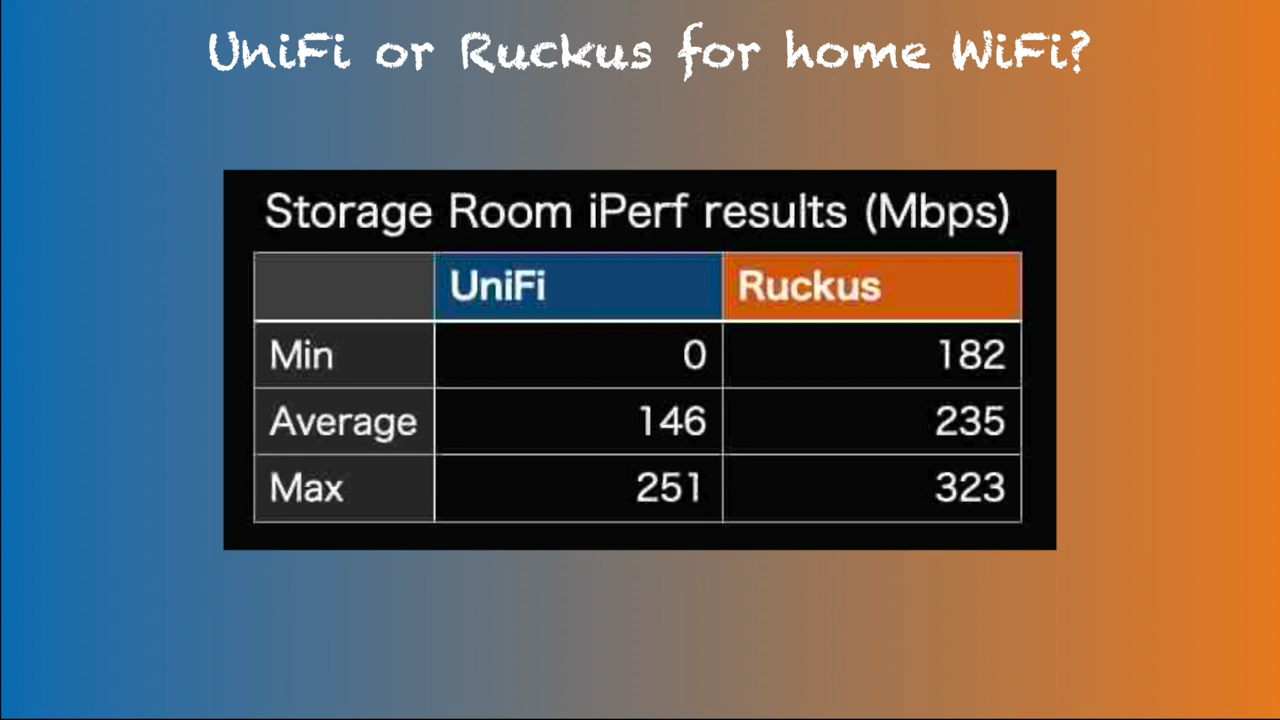 UniFi or Ruckus for home WiFi?
Storage Room iPerf results (Mbps)
UniFi Ruckus
Min 0 182
Average 146 235
Max 251 323